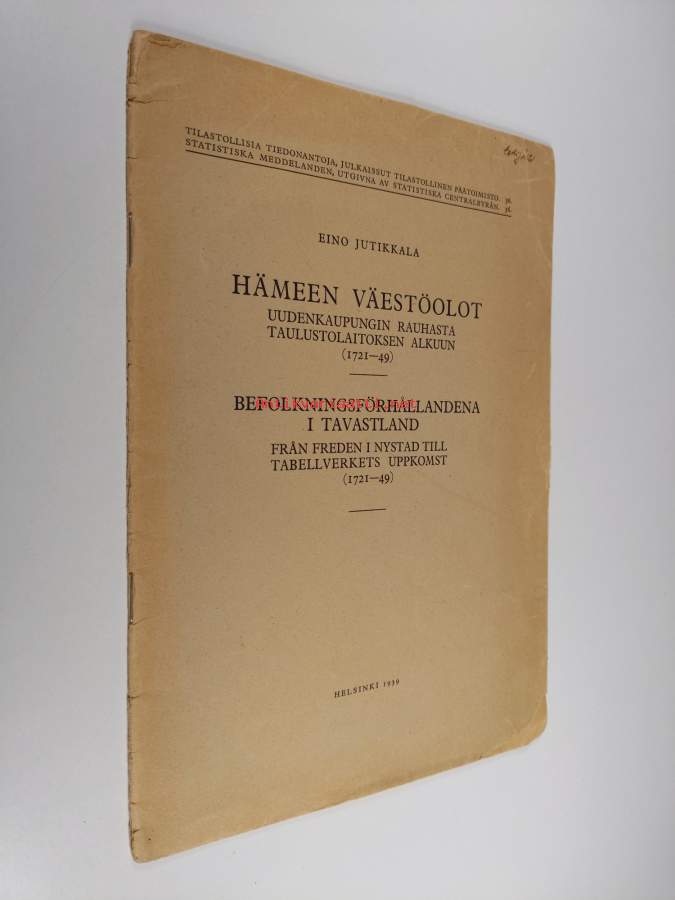 TILASTOLLISIA TIEDONANTOJA, JULKAISSUT TILASTOLLINEN PÄÄTOIMISTO.
STATISTISKA MEDDELANDEN, UTGIVNA AV STATISTISKA CENTRALBYRÅN.
EINO JUTIKKALA
HÄMEEN VÄESTÖOLOT
UUDENKAUPUNGIN RAUHASTA
TAULUSTOLAITOKSEN ALKUUN
(1721—49)
BEFOLKNINGSFÖRHÅLLANDENA
I TAVASTLAND
FRÅN FREDEN I NYSTAD TILL
TABELLVERKETS UPPKOMST
(1721—49)
HELSINKI 1939